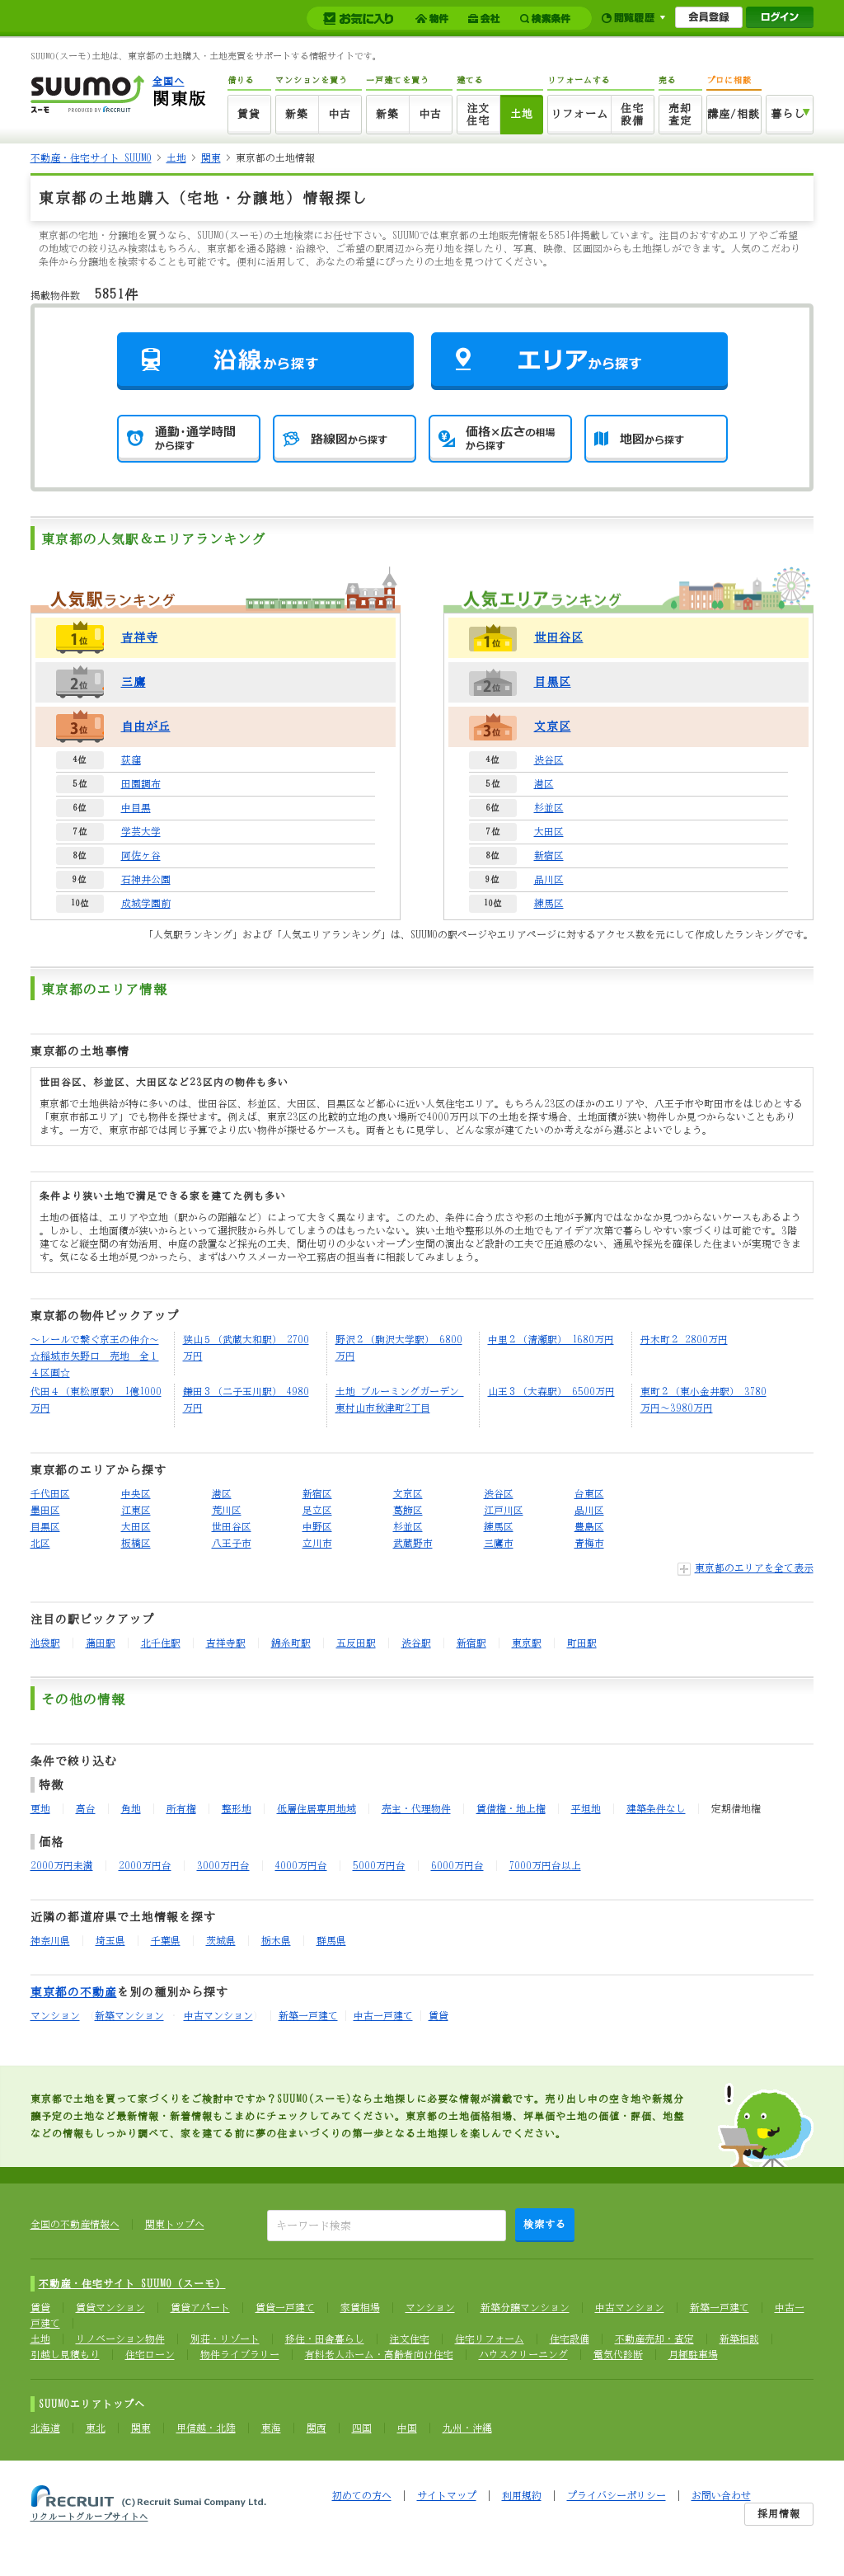 お気に入り 物件 会社 検索条件 閲覧履歴 会員登録 ログイン
SUUMO(スーモ)土地は、東京都の土地購入・土地売買をサポートする情報サイトです。
SUUMO スーモ PRODUCED BY RECRUIT 全国へ 関東版
借りる マンションを買う 一戸建てを買う 建てる リフォームする 売る プロに相談
賃貸 新築 中古 新築 中古 注文住宅 土地 リフォーム 住宅設備 売却査定 講座/相談 暮らし
不動産・住宅サイト SUUMO > 土地 > 関東 > 東京都の土地情報
東京都の土地購入（宅地・分譲地）情報探し
東京都の宅地・分譲地を買うなら、SUUMO(スーモ)の土地検索にお任せ下さい。SUUMOでは東京都の土地販売情報を5851件掲載しています。注目のおすすめエリアやご希望
の地域での絞り込み検索はもちろん、東京都を通る路線・沿線や、ご希望の駅周辺から売り地を探したり、写真、映像、区画図からも土地探しができます。人気のこだわり
条件から分譲地を検索することも可能です。便利に活用して、あなたの希望にぴったりの土地を見つけてください。
掲載物件数 5851件
沿線から探す エリアから探す
通勤・通学時間から探す 路線図から探す 価格×広さの相場から探す 地図から探す
東京都の人気駅＆エリアランキング
人気駅ランキング
1位 吉祥寺
2位 三鷹
3位 自由が丘
4位 荻窪
5位 田園調布
6位 中目黒
7位 学芸大学
8位 阿佐ヶ谷
9位 石神井公園
10位 成城学園前
人気エリアランキング
1位 世田谷区
2位 目黒区
3位 文京区
4位 渋谷区
5位 港区
6位 杉並区
7位 大田区
8位 新宿区
9位 品川区
10位 練馬区
「人気駅ランキング」および「人気エリアランキング」は、SUUMOの駅ページやエリアページに対するアクセス数を元にして作成したランキングです。
東京都のエリア情報
東京都の土地事情
世田谷区、杉並区、大田区など23区内の物件も多い
東京都で土地供給が特に多いのは、世田谷区、杉並区、大田区、目黒区など都心に近い人気住宅エリア。もちろん23区のほかのエリアや、八王子市や町田市をはじめとする
「東京市部エリア」でも物件を探せます。例えば、東京23区の比較的立地の良い場所で4000万円以下の土地を探す場合、土地面積が狭い物件しか見つからないこともあり
ます。一方で、東京市部では同じ予算でより広い物件が探せるケースも。両者ともに見学し、どんな家が建てたいのか考えながら選ぶとよいでしょう。
条件より狭い土地で満足できる家を建てた例も多い
土地の価格は、エリアや立地（駅からの距離など）によって大きく異なります。このため、条件に合う広さや形の土地が予算内ではなかなか見つからないケースもあるよう
。しかし、土地面積が狭いからといって選択肢から外してしまうのはもったいない。狭い土地や整形以外の土地でもアイデア次第で暮らしやすい家づくりは可能です。3階
建てなど縦空間の有効活用、中庭の設置など採光の工夫、間仕切りの少ないオープン空間の演出など設計の工夫で圧迫感のない、通風や採光を確保した住まいが実現できま
す。気になる土地が見つかったら、まずはハウスメーカーや工務店の担当者に相談してみましょう。
東京都の物件ピックアップ
～レールで繋ぐ京王の仲介～☆稲城市矢野口 売地 全１４区画☆
狭山５（武蔵大和駅） 2700万円
野沢２（駒沢大学駅） 6800万円
中里２（清瀬駅） 1680万円
丹木町２ 2800万円
代田４（東松原駅） 1億1000万円
鎌田３（二子玉川駅） 4980万円
土地 ブルーミングガーデン 東村山市秋津町2丁目
山王３（大森駅） 6500万円
東町２（東小金井駅） 3780万円～3980万円
東京都のエリアから探す
千代田区 中央区 港区 新宿区 文京区 渋谷区 台東区
墨田区 江東区 荒川区 足立区 葛飾区 江戸川区 品川区
目黒区 大田区 世田谷区 中野区 杉並区 練馬区 豊島区
北区 板橋区 八王子市 立川市 武蔵野市 三鷹市 青梅市
東京都のエリアを全て表示
注目の駅ピックアップ
池袋駅 蒲田駅 北千住駅 吉祥寺駅 錦糸町駅 五反田駅 渋谷駅 新宿駅 東京駅 町田駅
その他の情報
条件で絞り込む
特徴
更地 高台 角地 所有権 整形地 低層住居専用地域 売主・代理物件 賃借権・地上権 平坦地 建築条件なし 定期借地権
価格
2000万円未満 2000万円台 3000万円台 4000万円台 5000万円台 6000万円台 7000万円台以上
近隣の都道府県で土地情報を探す
神奈川県 埼玉県 千葉県 茨城県 栃木県 群馬県
東京都の不動産を別の種別から探す
マンション 新築マンション 中古マンション 新築一戸建て 中古一戸建て 賃貸
東京都で土地を買って家づくりをご検討中ですか？SUUMO(スーモ)なら土地探しに必要な情報が満載です。売り出し中の空き地や新規分
譲予定の土地など最新情報・新着情報もこまめにチェックしてみてください。東京都の土地価格相場、坪単価や土地の価値・評価、地盤
などの情報もしっかり調べて、家を建てる前に夢の住まいづくりの第一歩となる土地探しを楽しんでください。
全国の不動産情報へ 関東トップへ キーワード検索 検索する
不動産・住宅サイト SUUMO（スーモ）
賃貸 賃貸マンション 賃貸アパート 賃貸一戸建て 家賃相場 マンション 新築分譲マンション 中古マンション 新築一戸建て 中古一
戸建て
土地 リノベーション物件 別荘・リゾート 移住・田舎暮らし 注文住宅 住宅リフォーム 住宅設備 不動産売却・査定 新築相談
引越し見積もり 住宅ローン 物件ライブラリー 有料老人ホーム・高齢者向け住宅 ハウスクリーニング 電気代診断 月極駐車場
SUUMOエリアトップへ
北海道 東北 関東 甲信越・北陸 東海 関西 四国 中国 九州・沖縄
RECRUIT (C)Recruit Sumai Company Ltd.
リクルートグループサイトへ
初めての方へ | サイトマップ | 利用規約 | プライバシーポリシー | お問い合わせ
採用情報